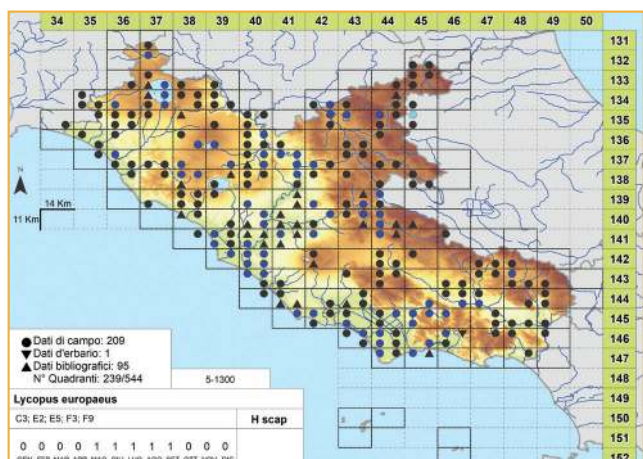 34 35 36 37 38 39 40 41 42 43 44 45 46 47 48 49 50
131
132
133
134
135
136
137
138
139
140
141
142
143
144
145
146
147
148
149
150
151
152
N
14 Km
11 Km
Dati di campo: 209
Dati d'erbario: 1
Dati bibliografici: 95
N° Quadranti: 239/544
5-1300
Lycopus europaeus
C3; E2; E5; F3; F9
H scap
0 0 0 0 1 1 1 1 1 0 0 0